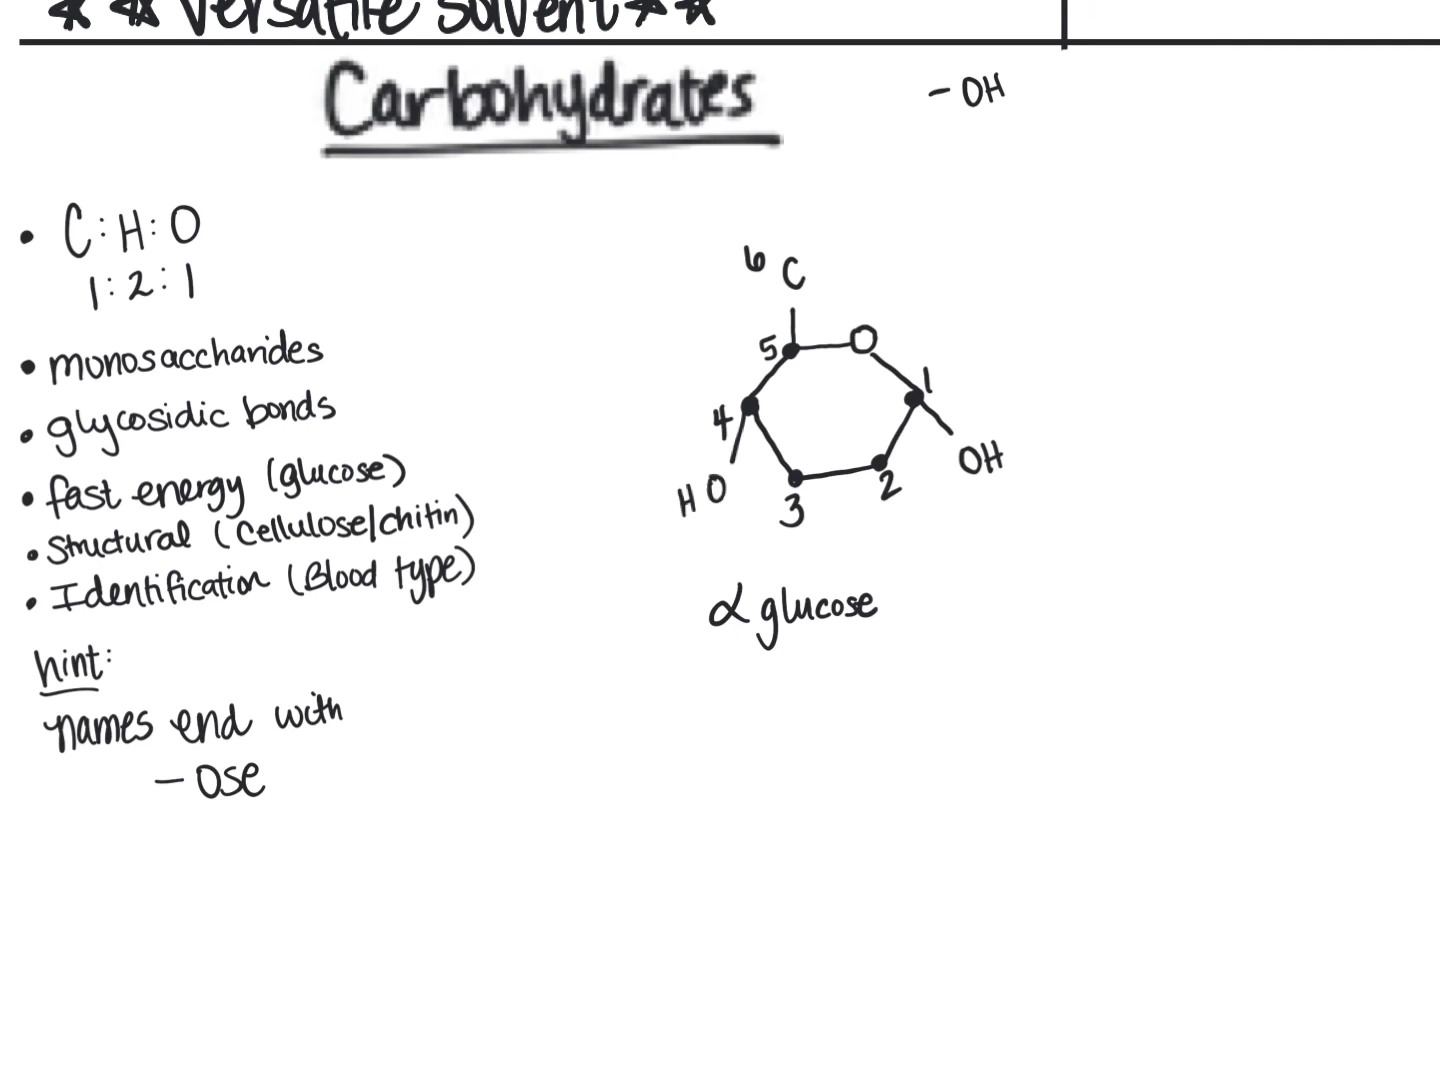 ** Versatile solvent**
Carbohydrates
- OH
• C:H:O
1:2:1
• monosaccharides
• glycosidic bonds
• fast energy (glucose)
• Structural (Cellulose/chitin)
• Identification (Blood type)
hint:
names end with
- ose
6 C
5 O
1
4
HO
3
2
OH
α glucose